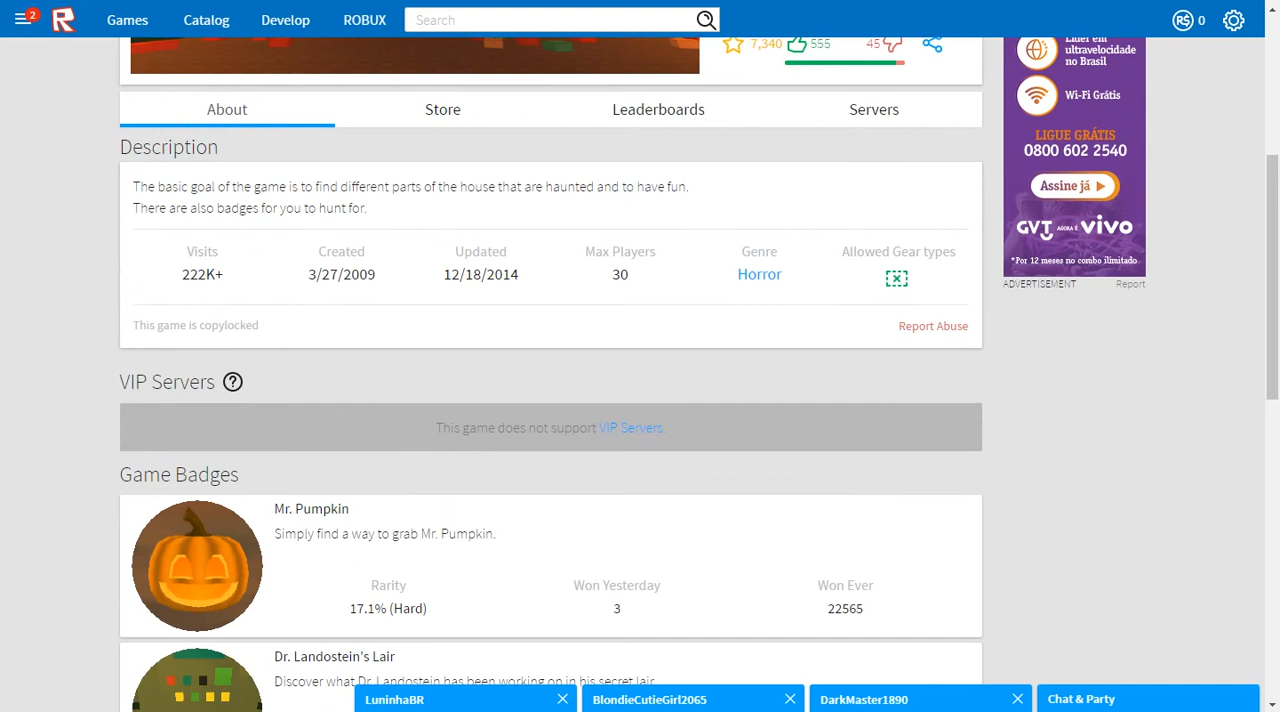 2
Games Catalog Develop ROBUX Search R$ 0
7,340 555 45
About Store Leaderboards Servers
Description
The basic goal of the game is to find different parts of the house that are haunted and to have fun.
There are also badges for you to hunt for.
Visits Created Updated Max Players Genre Allowed Gear types
222K+ 3/27/2009 12/18/2014 30 Horror
This game is copylocked Report Abuse
VIP Servers ?
This game does not support VIP Servers.
Game Badges
Mr. Pumpkin
Simply find a way to grab Mr. Pumpkin.
Rarity Won Yesterday Won Ever
17.1% (Hard) 3 22565
Dr. Landostein's Lair
Discover what Dr. Landostein has been working on in his secret lair.
Líder em
ultravelocidade
no Brasil
Wi-Fi Grátis
LIGUE GRÁTIS
0800 602 2540
Assine já
GVT AGORA É vivo
*Por 12 meses no combo ilimitado
ADVERTISEMENT Report
LuninhaBR BlondieCutieGirl2065 DarkMaster1890 Chat & Party